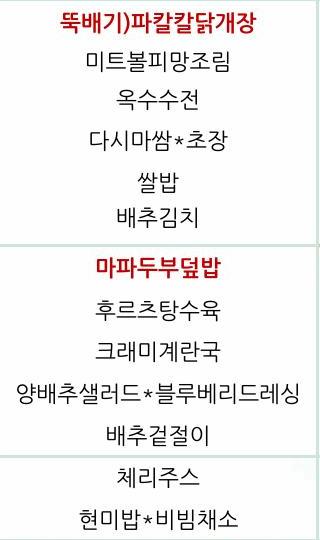 뚝배기)파칼칼닭개장
미트볼피망조림
옥수수전
다시마쌈*초장
쌀밥
배추김치
마파두부덮밥
후르츠탕수육
크래미계란국
양배추샐러드*블루베리드레싱
배추겉절이
체리주스
현미밥*비빔채소